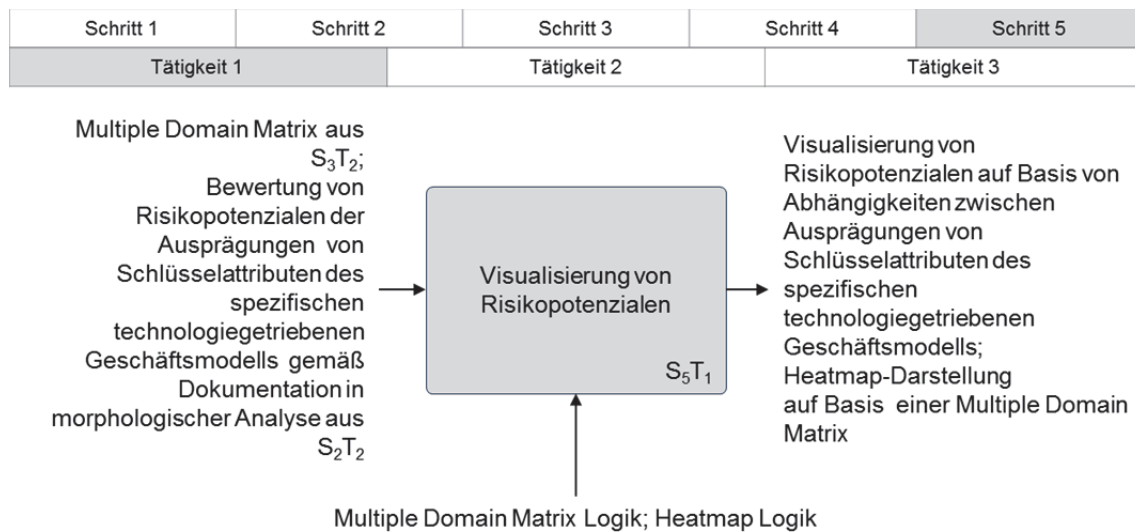 Schritt 1 Schritt 2 Schritt 3 Schritt 4 Schritt 5
Tätigkeit 1 Tätigkeit 2 Tätigkeit 3
Multiple Domain Matrix aus
S₃T₂;
Bewertung von
Risikopotenzialen der
Ausprägungen von
Schlüsselattributen des
spezifischen
technologiegetriebenen
Geschäftsmodells gemäß
Dokumentation in
morphologischer Analyse aus
S₂T₂
Visualisierung von
Risikopotenzialen
S₅T₁
Visualisierung von
Risikopotenzialen auf Basis von
Abhängigkeiten zwischen
Ausprägungen von
Schlüsselattributen des
spezifischen
technologiegetriebenen
Geschäftsmodells;
Heatmap-Darstellung
auf Basis einer Multiple Domain
Matrix
Multiple Domain Matrix Logik; Heatmap Logik